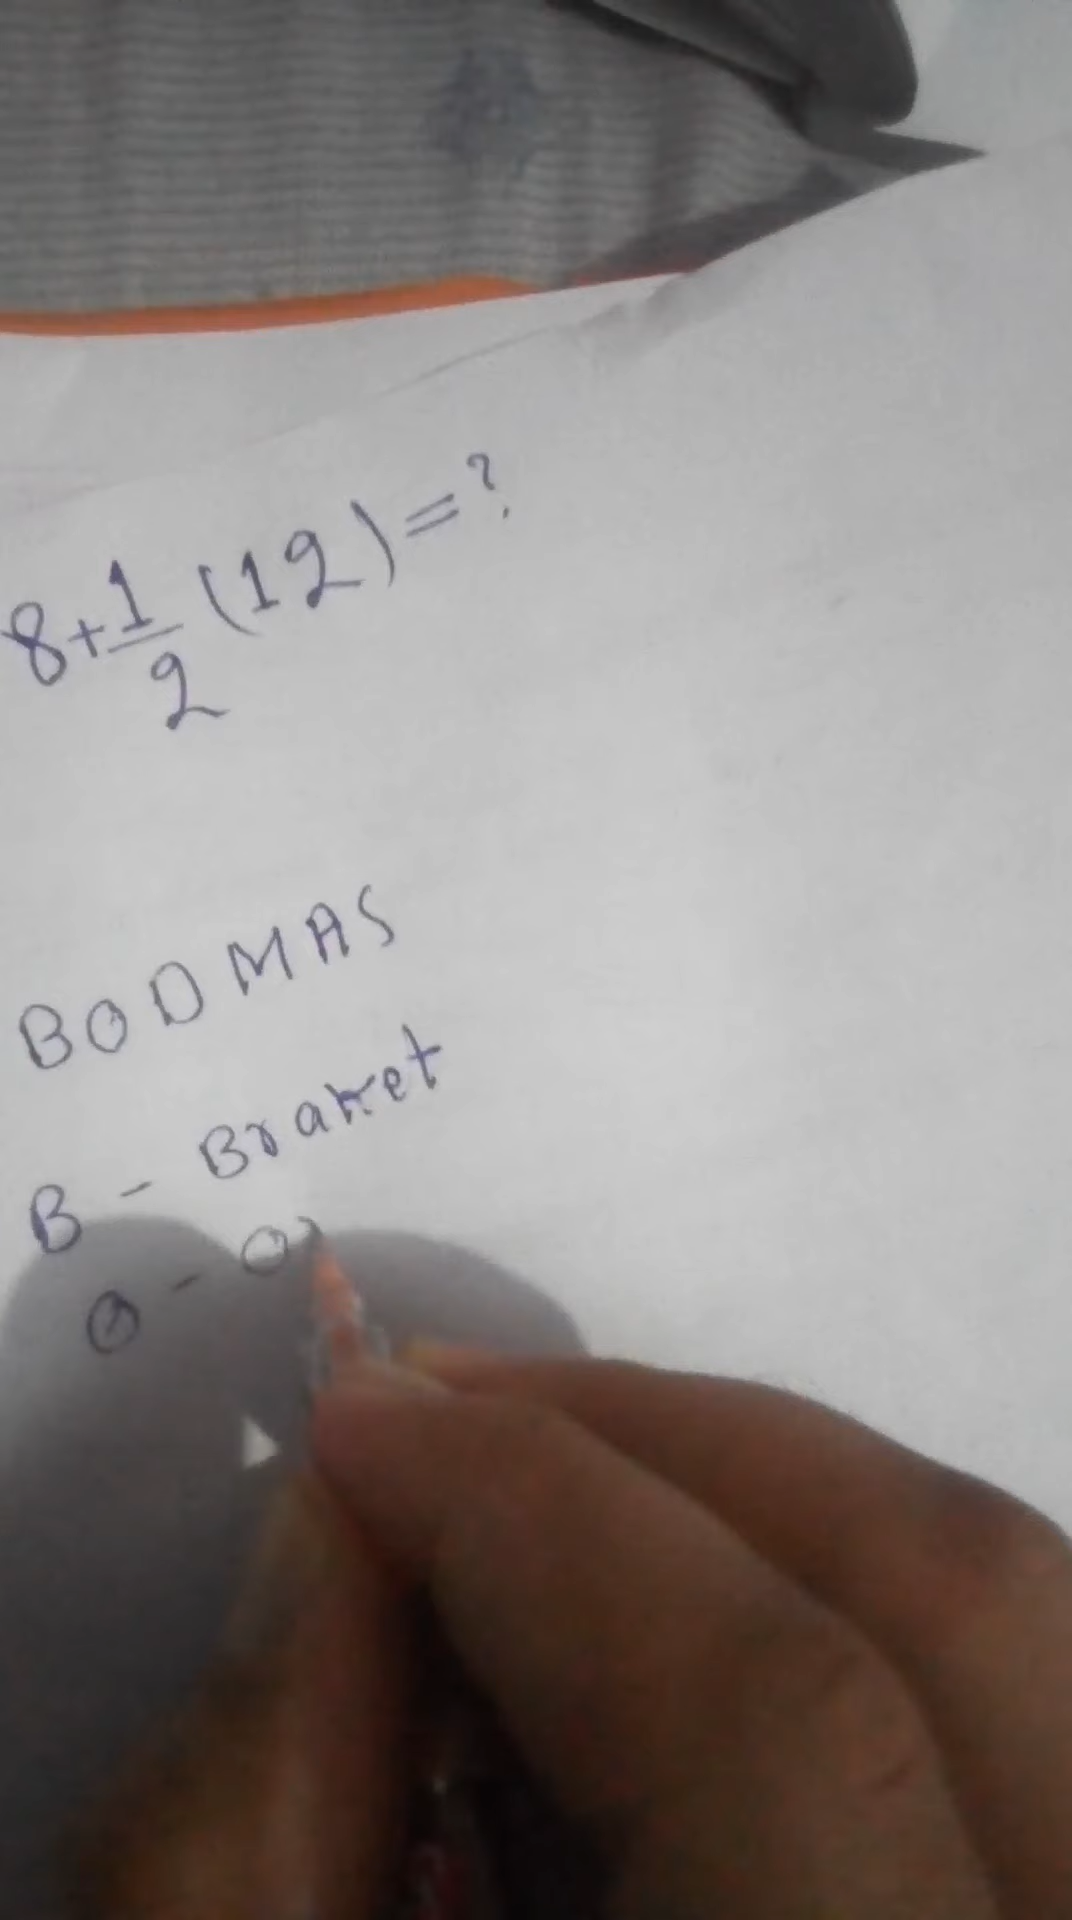 8+1/2 (12)=?
BODMAS
B - Braket
O - O